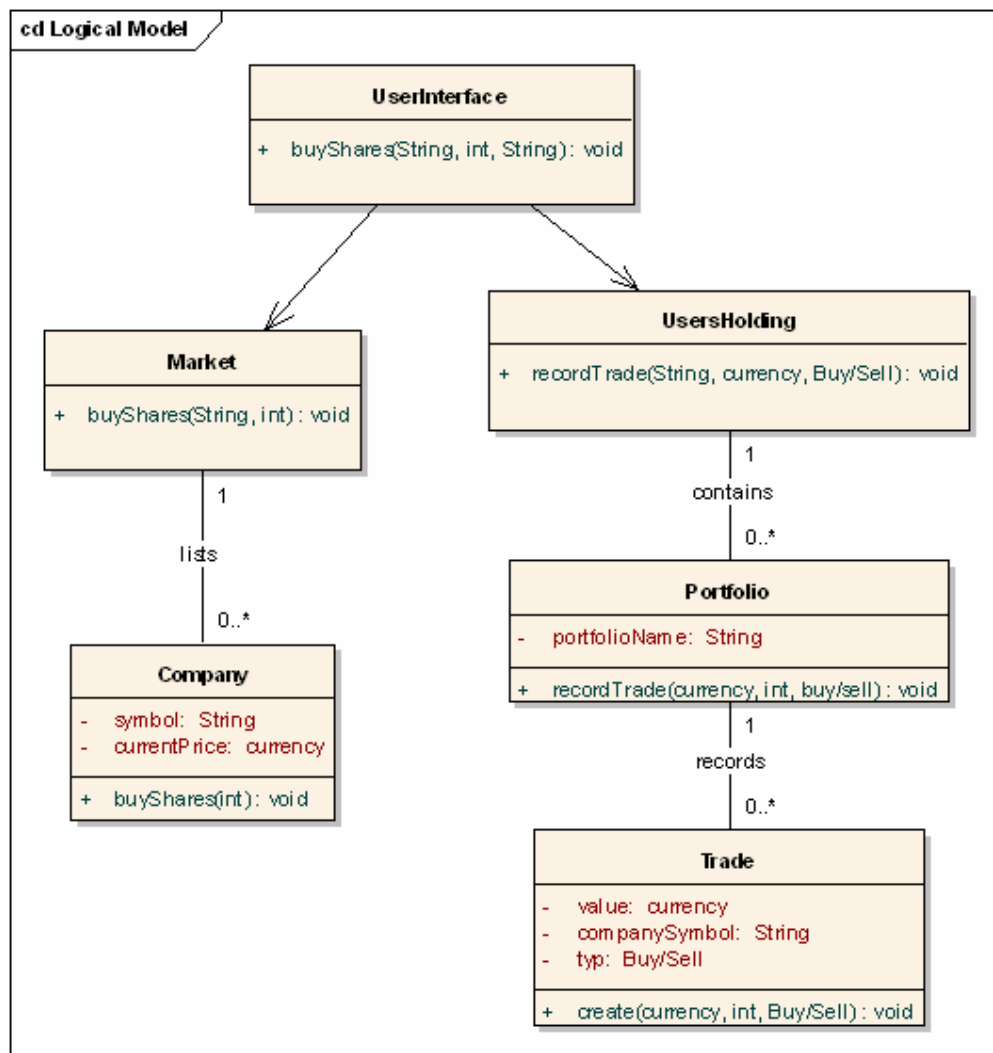 cd Logical Model
UserInterface
+ buyShares(String, int, String): void
Market
+ buyShares(String, int): void
UsersHolding
+ recordTrade(String, currency, Buy/Sell): void
1
lists
0..*
1
contains
0..*
Company
- symbol: String
- currentPrice: currency
+ buyShares(int): void
Portfolio
- portfolioName: String
+ recordTrade(currency, int, buy/sell): void
1
records
0..*
Trade
- value: currency
- companySymbol: String
- typ: Buy/Sell
+ create(currency, int, Buy/Sell): void